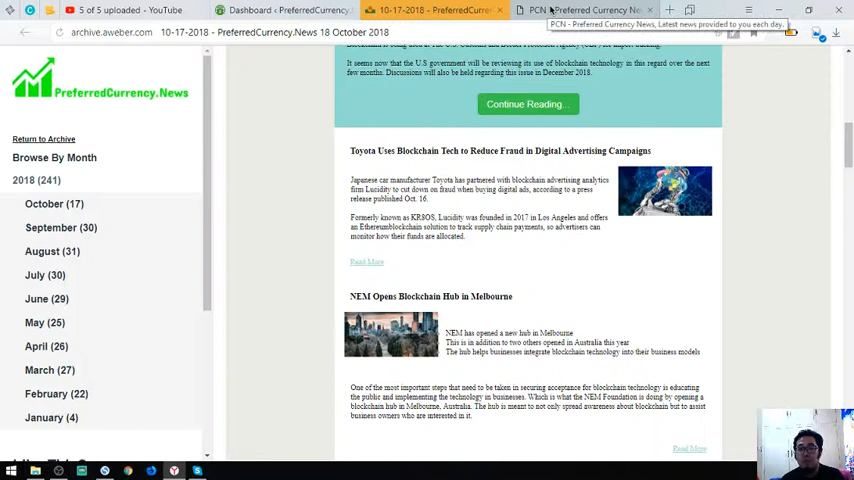 5 of 5 uploaded - YouTube
Dashboard ‹ PreferredCurrency.
10-17-2018 - PreferredCurre
PCN - Preferred Currency Ne
PCN - Preferred Currency News, Latest news provided to you each day.
archive.aweber.com
10-17-2018 - PreferredCurrency.News 18 October 2018
PreferredCurrency.News
Return to Archive
Browse By Month
2018 (241)
October (17)
September (30)
August (31)
July (30)
June (29)
May (25)
April (26)
March (27)
February (22)
January (4)
It seems now that the U.S government will be reviewing its use of blockchain technology in this regard over the next
few months. Discussions will also be held regarding this issue in December 2018.
Continue Reading...
Toyota Uses Blockchain Tech to Reduce Fraud in Digital Advertising Campaigns
Japanese car manufacturer Toyota has partnered with blockchain advertising analytics
firm Lucidity to cut down on fraud when buying digital ads, according to a press
release published Oct. 16.
Formerly known as KR8OS, Lucidity was founded in 2017 in Los Angeles and offers
an Ethereumblockchain solution to track supply chain payments, so advertisers can
monitor how their funds are allocated.
Read More
NEM Opens Blockchain Hub in Melbourne
NEM has opened a new hub in Melbourne
This is in addition to two others opened in Australia this year
The hub helps businesses integrate blockchain technology into their business models
One of the most important steps that need to be taken in securing acceptance for blockchain technology is educating
the public and implementing the technology in businesses. Which is what the NEM Foundation is doing by opening a
blockchain hub in Melbourne, Australia. The hub is meant to not only spread awareness about blockchain but to assist
business owners who are interested in it.
Read More